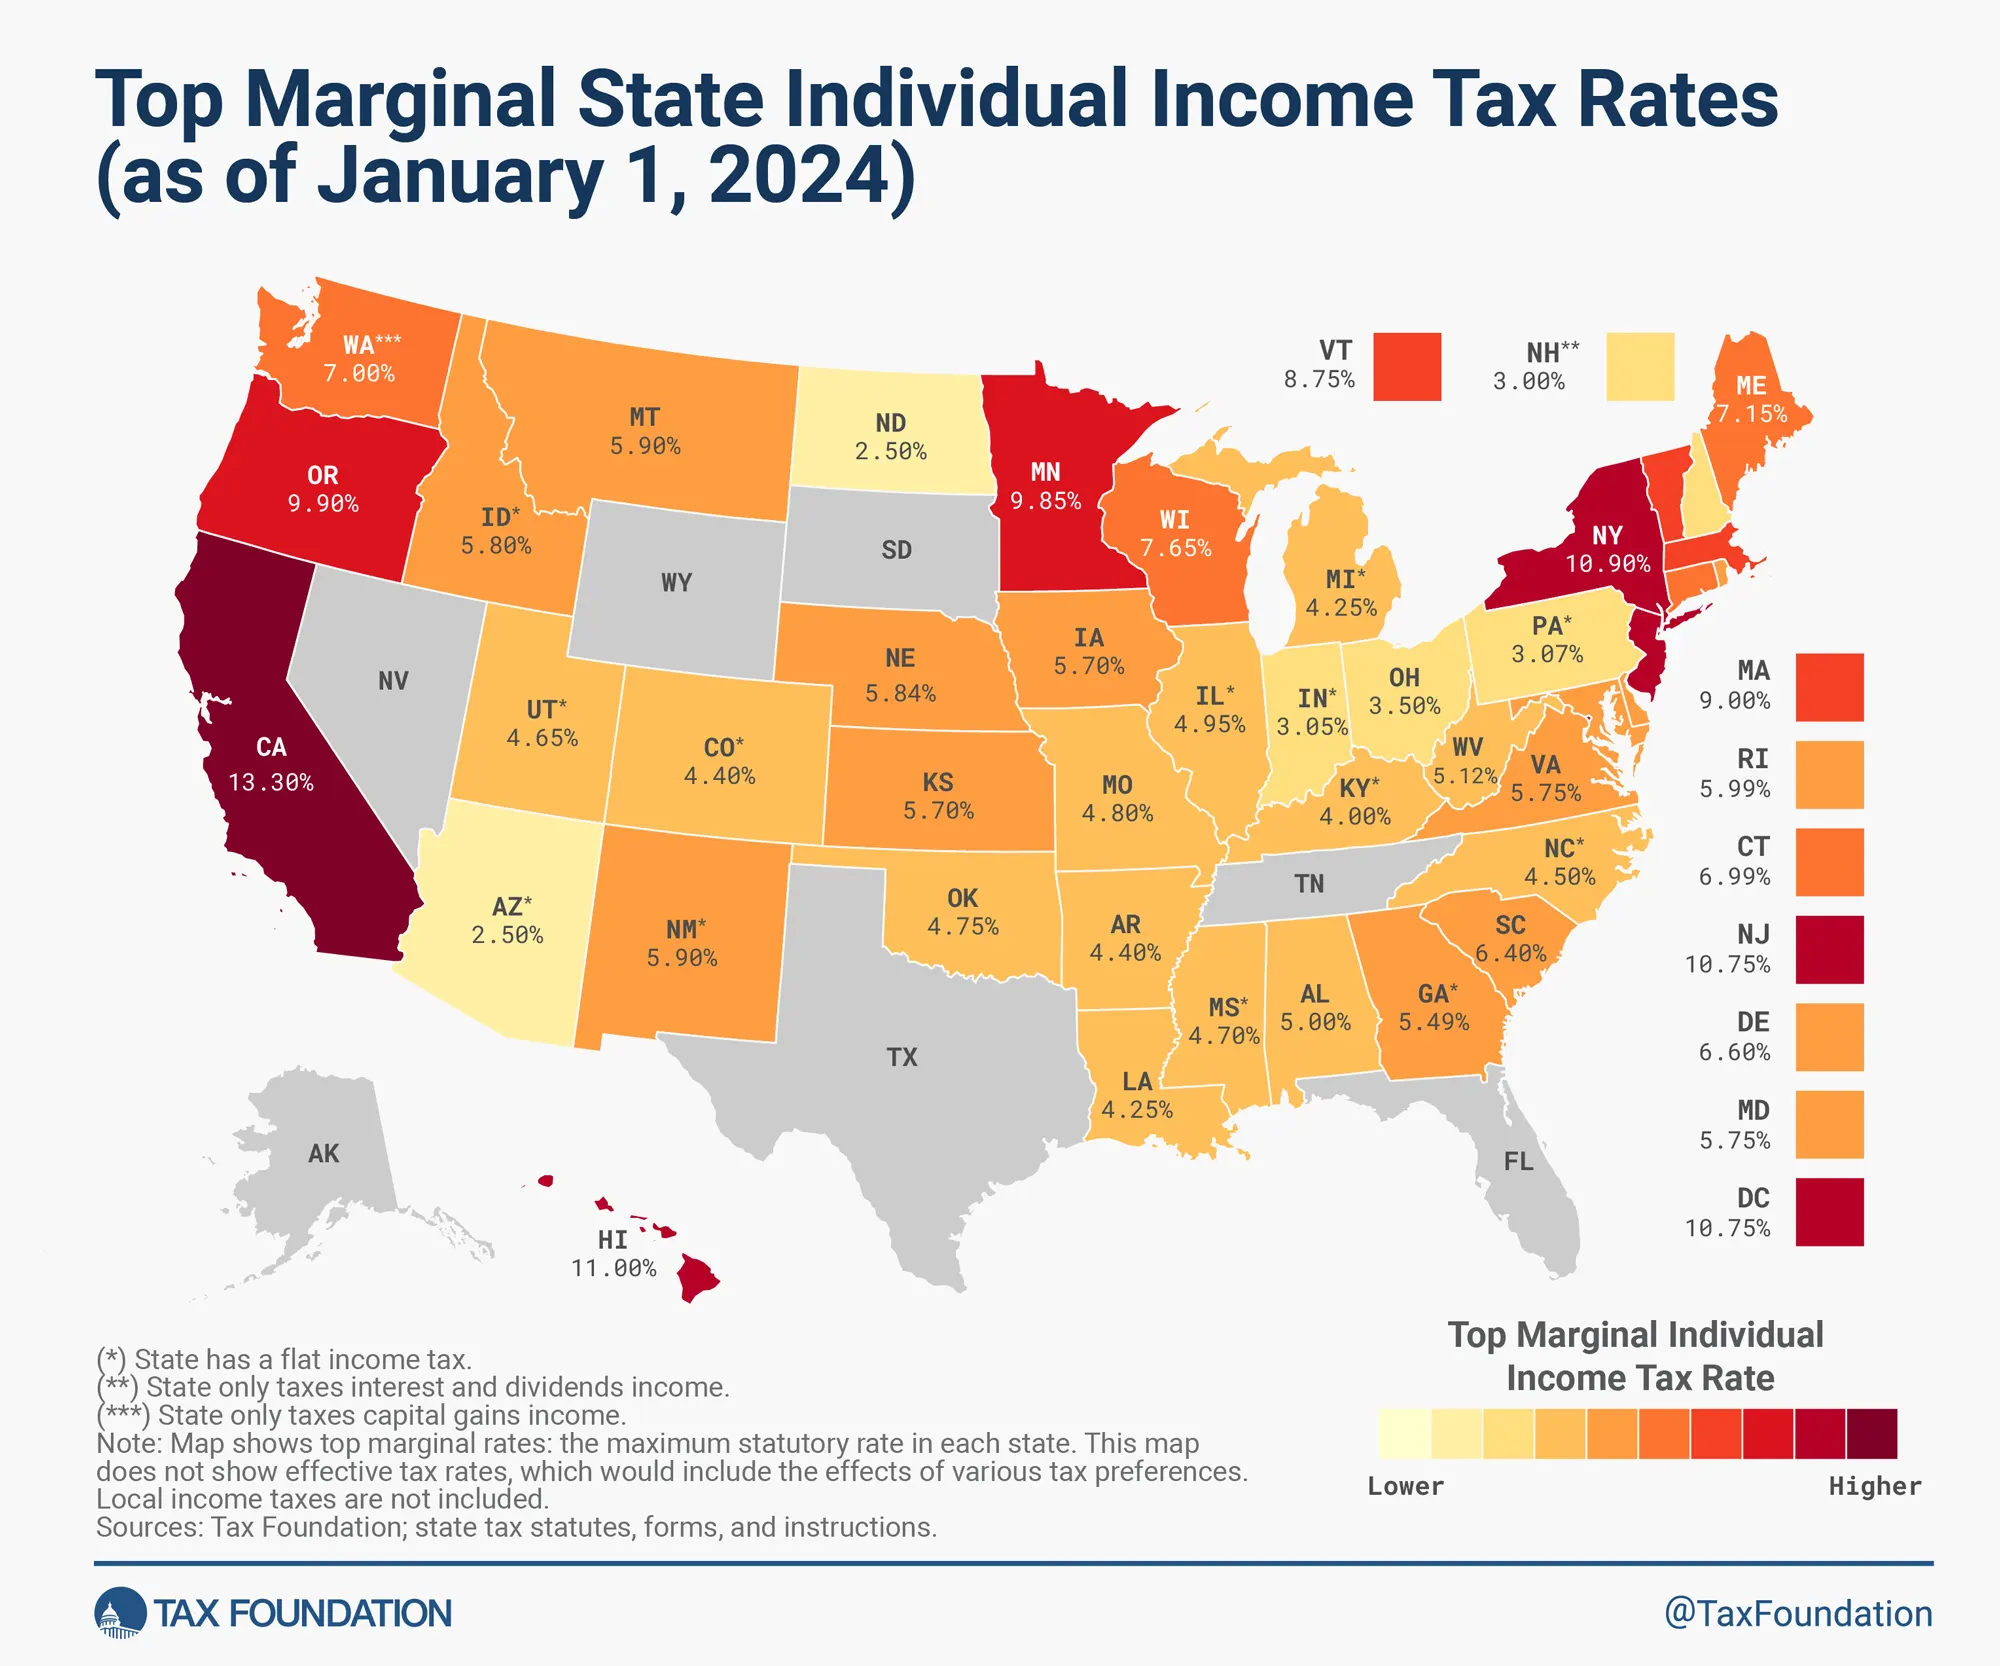 Top Marginal State Individual Income Tax Rates
(as of January 1, 2024)
WA***
7.00%
OR
9.90%
CA
13.30%
ID*
5.80%
NV
MT
5.90%
WY
UT*
4.65%
AZ*
2.50%
CO*
4.40%
NM*
5.90%
ND
2.50%
SD
NE
5.84%
KS
5.70%
OK
4.75%
TX
MN
9.85%
IA
5.70%
MO
4.80%
AR
4.40%
LA
4.25%
WI
7.65%
IL*
4.95%
MI*
4.25%
IN*
3.05%
OH
3.50%
KY*
4.00%
TN
MS*
4.70%
AL
5.00%
GA*
5.49%
FL
SC
6.40%
NC*
4.50%
VA
5.75%
WV
5.12%
PA*
3.07%
NY
10.90%
VT
8.75%
NH**
3.00%
ME
7.15%
MA
9.00%
RI
5.99%
CT
6.99%
NJ
10.75%
DE
6.60%
MD
5.75%
DC
10.75%
AK
HI
11.00%
Top Marginal Individual
Income Tax Rate
Lower
Higher
(*) State has a flat income tax.
(**) State only taxes interest and dividends income.
(***) State only taxes capital gains income.
Note: Map shows top marginal rates: the maximum statutory rate in each state. This map
does not show effective tax rates, which would include the effects of various tax preferences.
Local income taxes are not included.
Sources: Tax Foundation; state tax statutes, forms, and instructions.
TAX FOUNDATION
@TaxFoundation